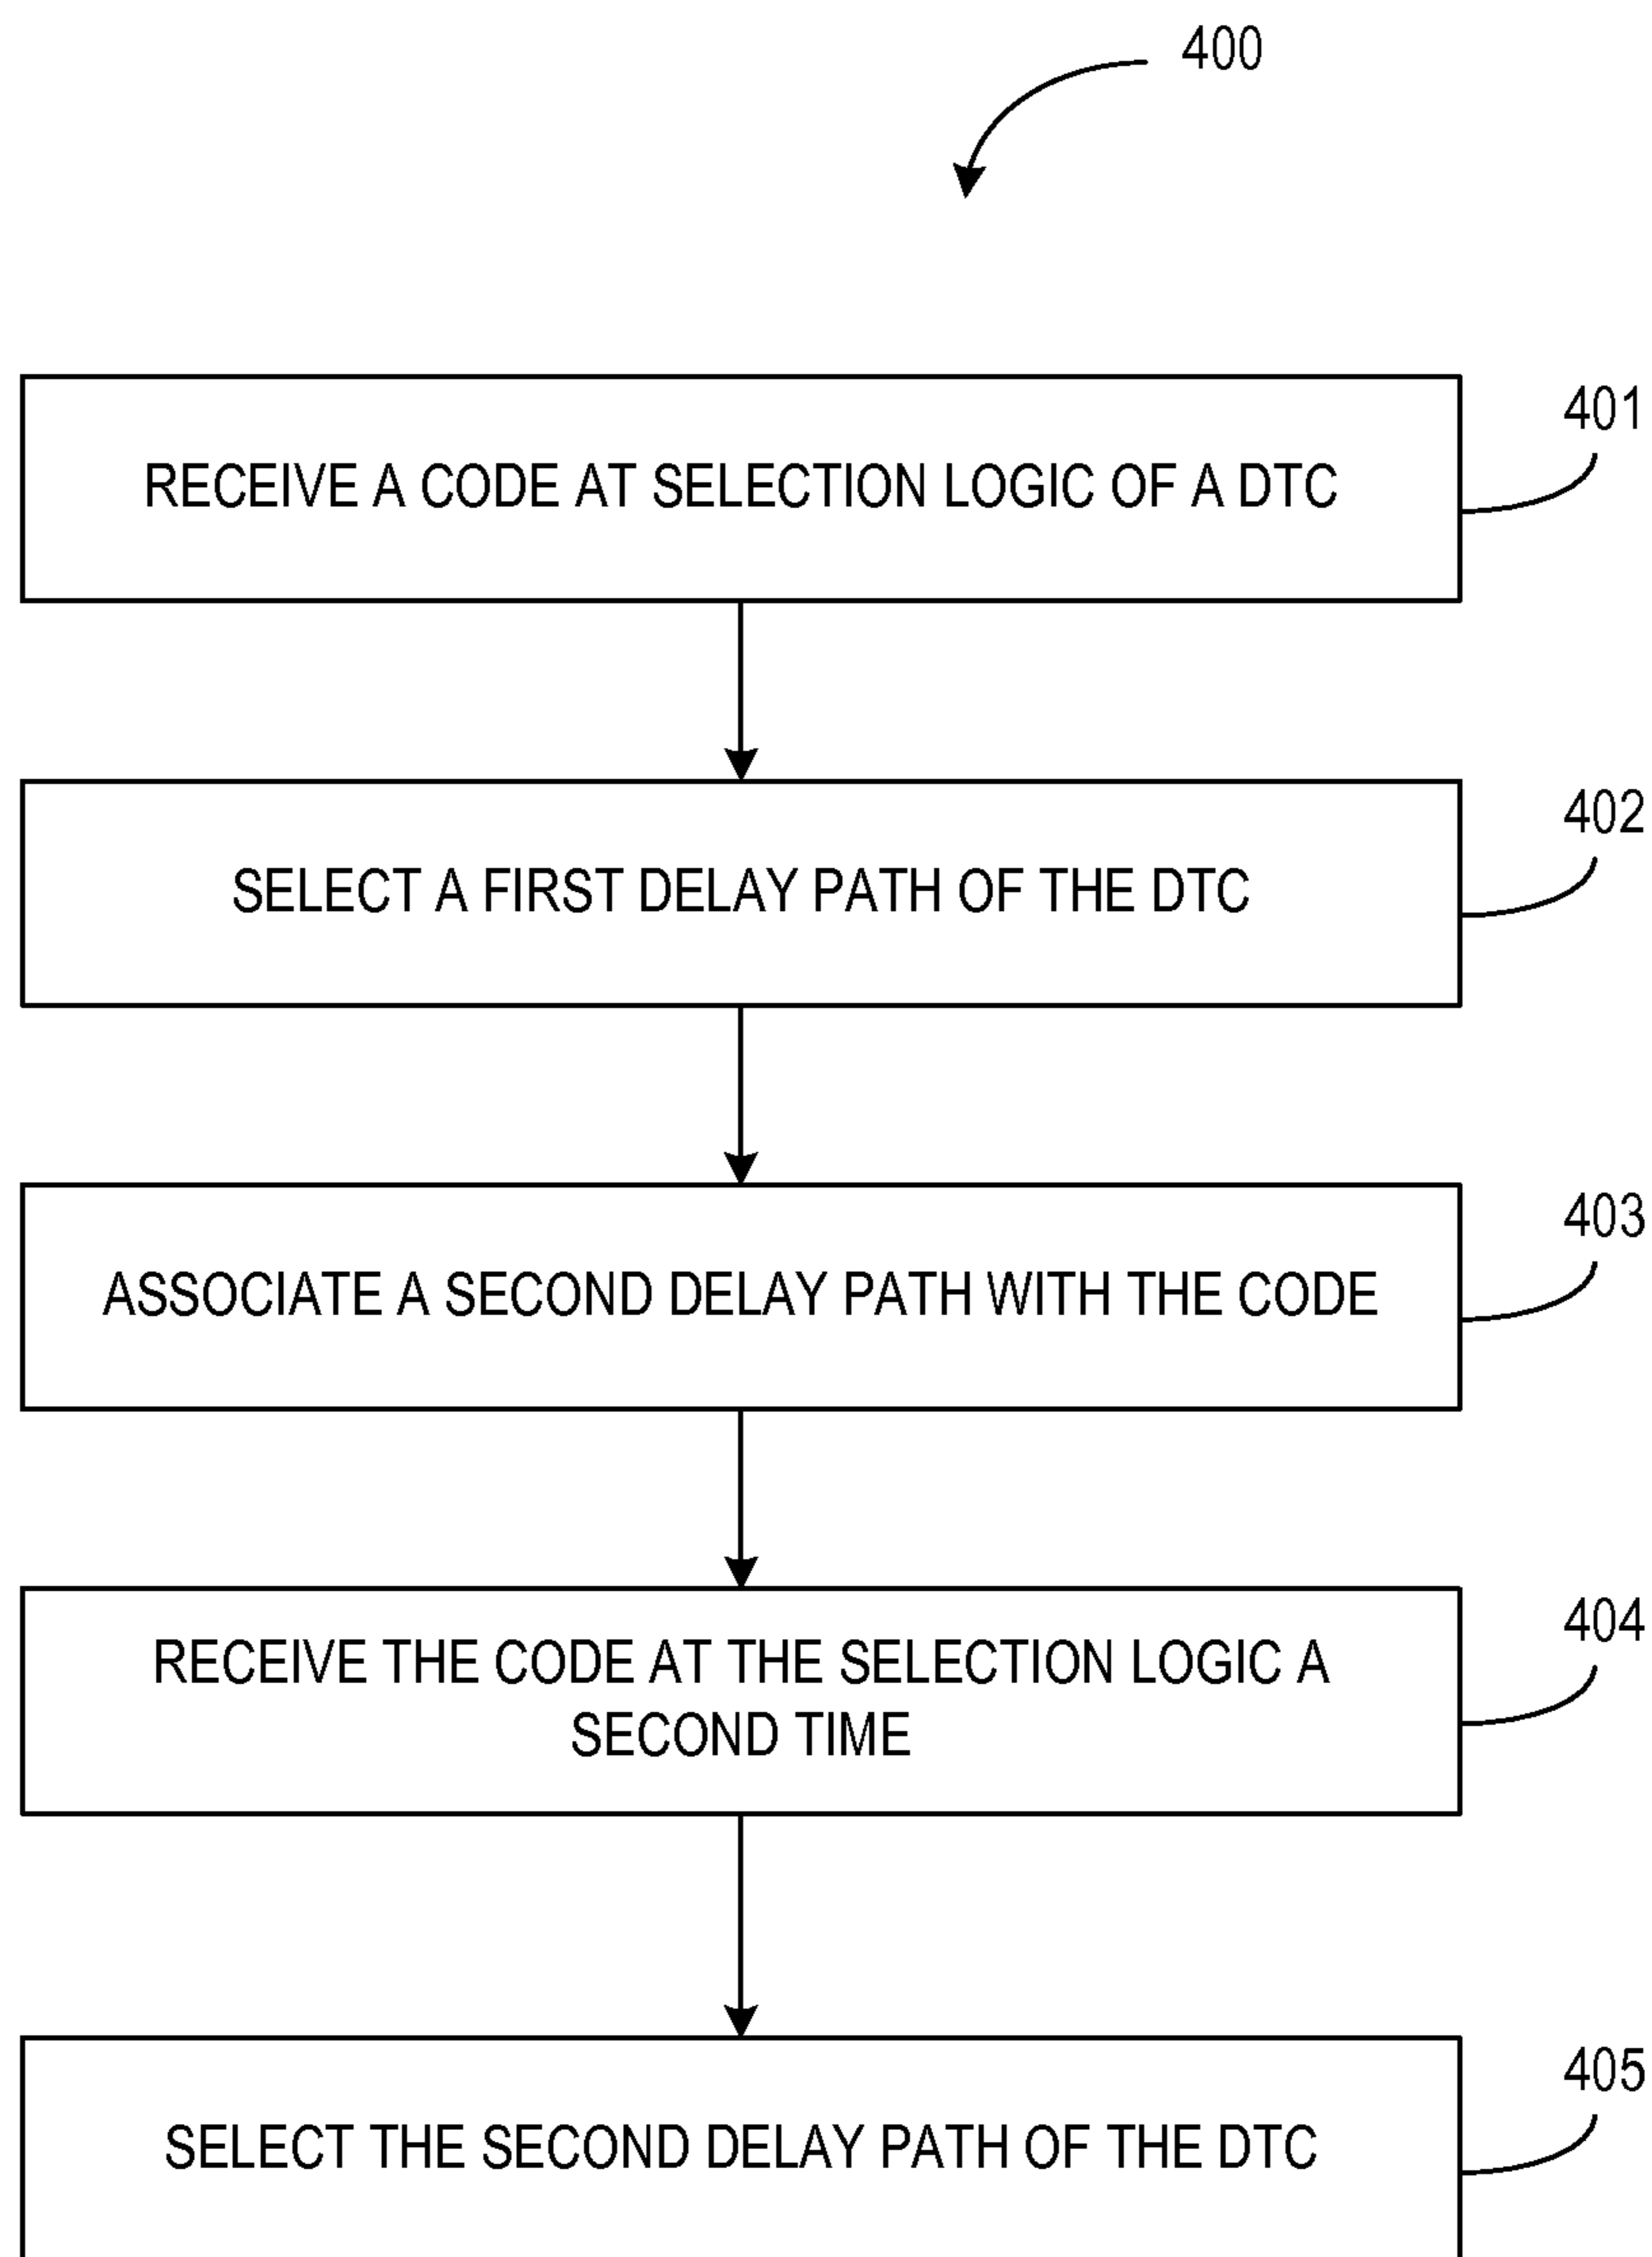 400
401
RECEIVE A CODE AT SELECTION LOGIC OF A DTC
402
SELECT A FIRST DELAY PATH OF THE DTC
403
ASSOCIATE A SECOND DELAY PATH WITH THE CODE
404
RECEIVE THE CODE AT THE SELECTION LOGIC A
SECOND TIME
405
SELECT THE SECOND DELAY PATH OF THE DTC